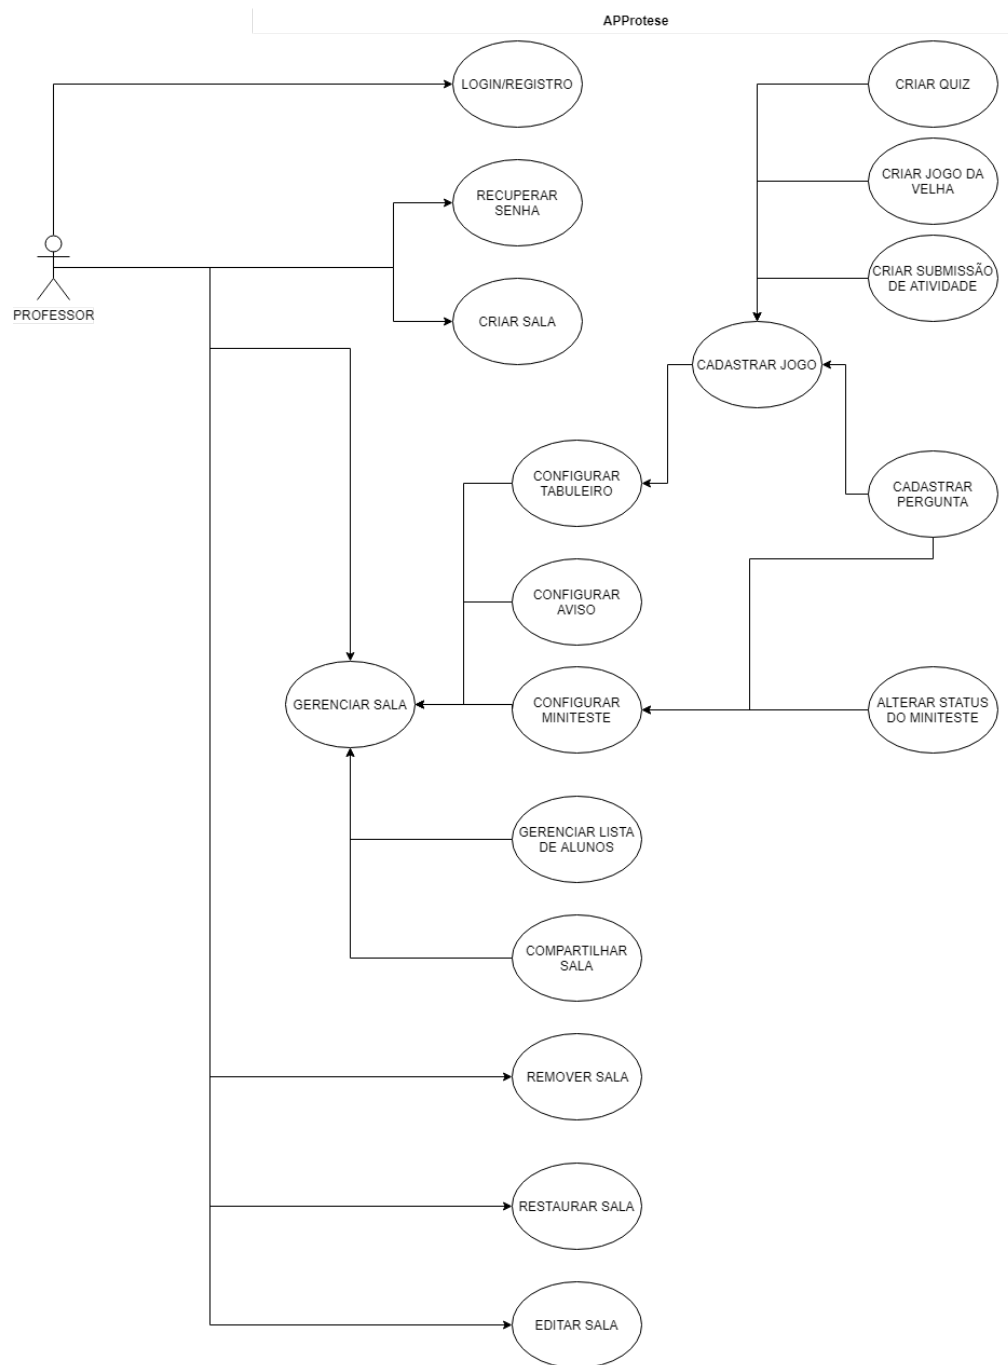 APProtese
LOGIN/REGISTRO
CRIAR QUIZ
RECUPERAR
SENHA
CRIAR JOGO DA
VELHA
PROFESSOR
CRIAR SALA
CRIAR SUBMISSÃO
DE ATIVIDADE
CADASTRAR JOGO
CONFIGURAR
TABULEIRO
CADASTRAR
PERGUNTA
CONFIGURAR
AVISO
GERENCIAR SALA
CONFIGURAR
MINITESTE
ALTERAR STATUS
DO MINITESTE
GERENCIAR LISTA
DE ALUNOS
COMPARTILHAR
SALA
REMOVER SALA
RESTAURAR SALA
EDITAR SALA